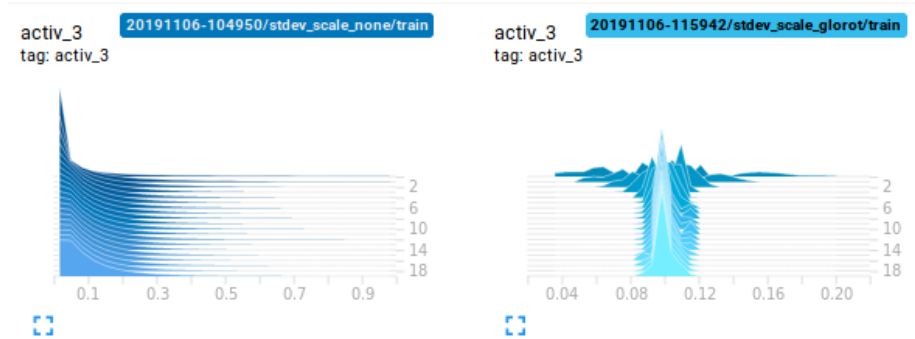 activ_3
20191106-104950/stdev_scale_none/train
tag: activ_3
2
6
10
14
18
0.1 0.3 0.5 0.7 0.9
activ_3
20191106-115942/stdev_scale_glorot/train
tag: activ_3
2
6
10
14
18
0.04 0.08 0.12 0.16 0.20